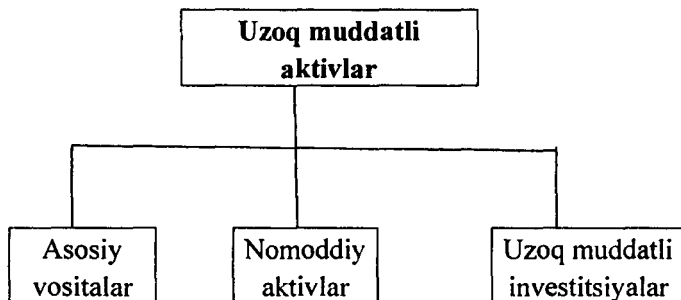 Uzoq muddatli
aktivlar
Asosiy
vositalar
Nomoddiy
aktivlar
Uzoq muddatli
investitsiyalar